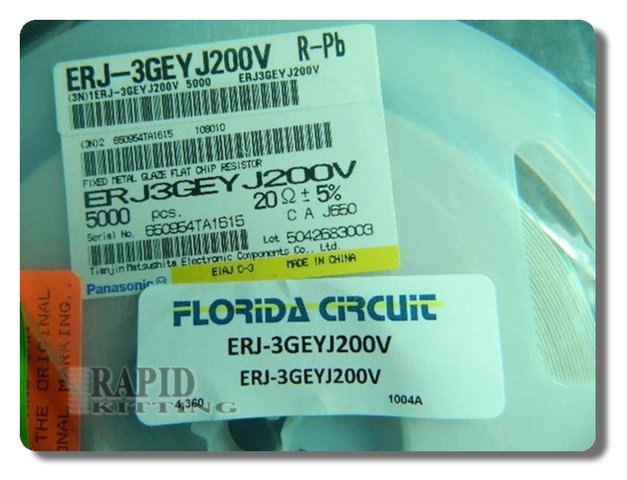 ERJ-3GEYJ200V R-Pb
(3N)1ERJ-3GEYJ200V 5000 ERJ3GEYJ200V
(3N)2 650954TA1615 108010
FIXED METAL GLAZE FLAT CHIP RESISTOR
ERJ3GEYJ200V
5000 pcs. 20Ω±5%
C A J650
Serial No. 650954TA1615
Lot 5042683003
Tianjin Matsushita Electronic Components Co., Ltd.
Panasonic EIAJ C-3 MADE IN CHINA
FLORIDA CIRCUIT
ERJ-3GEYJ200V
ERJ-3GEYJ200V
4,360 1004A
THE ORIGINAL
MARKING.
RAPID
KITTING